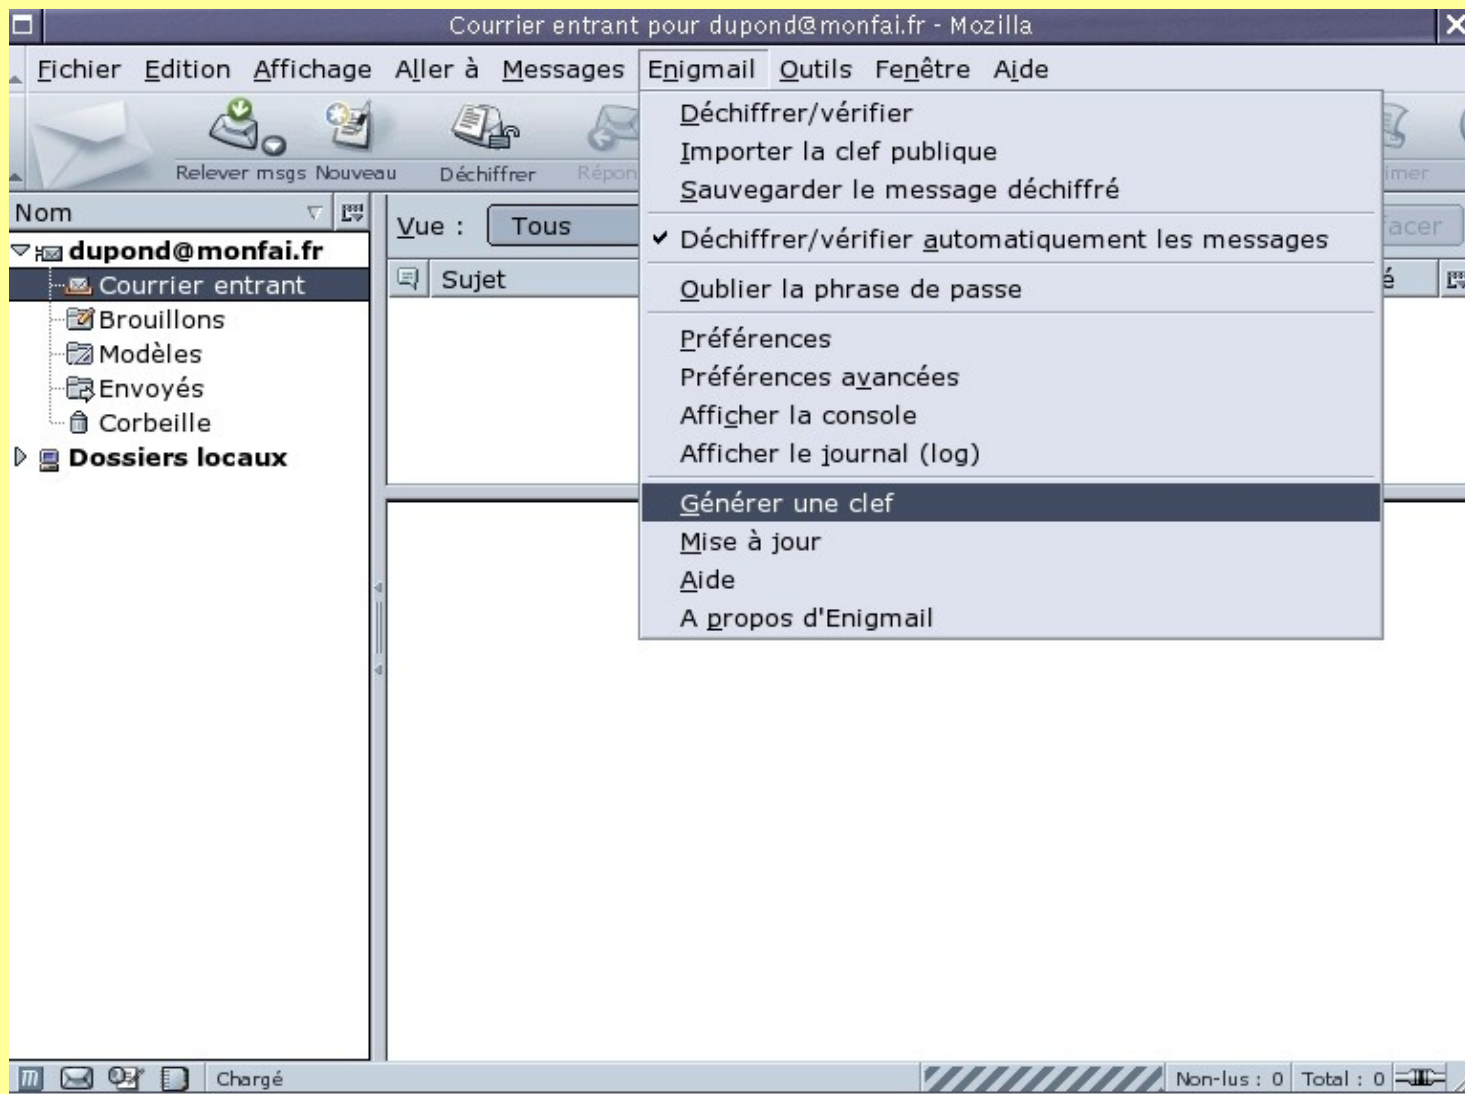 Courrier entrant pour dupond@monfai.fr - Mozilla
Fichier Edition Affichage Aller à Messages Enigmail Outils Fenêtre Aide
Relever msgs Nouveau Déchiffrer Répon imer
Déchiffrer/vérifier
Importer la clef publique
Sauvegarder le message déchiffré
Déchiffrer/vérifier automatiquement les messages
Oublier la phrase de passe
Préférences
Préférences avancées
Afficher la console
Afficher le journal (log)
Générer une clef
Mise à jour
Aide
A propos d'Enigmail
Nom
dupond@monfai.fr
Courrier entrant
Brouillons
Modèles
Envoyés
Corbeille
Dossiers locaux
Vue : Tous facer
Sujet é
Chargé Non-lus : 0 Total : 0